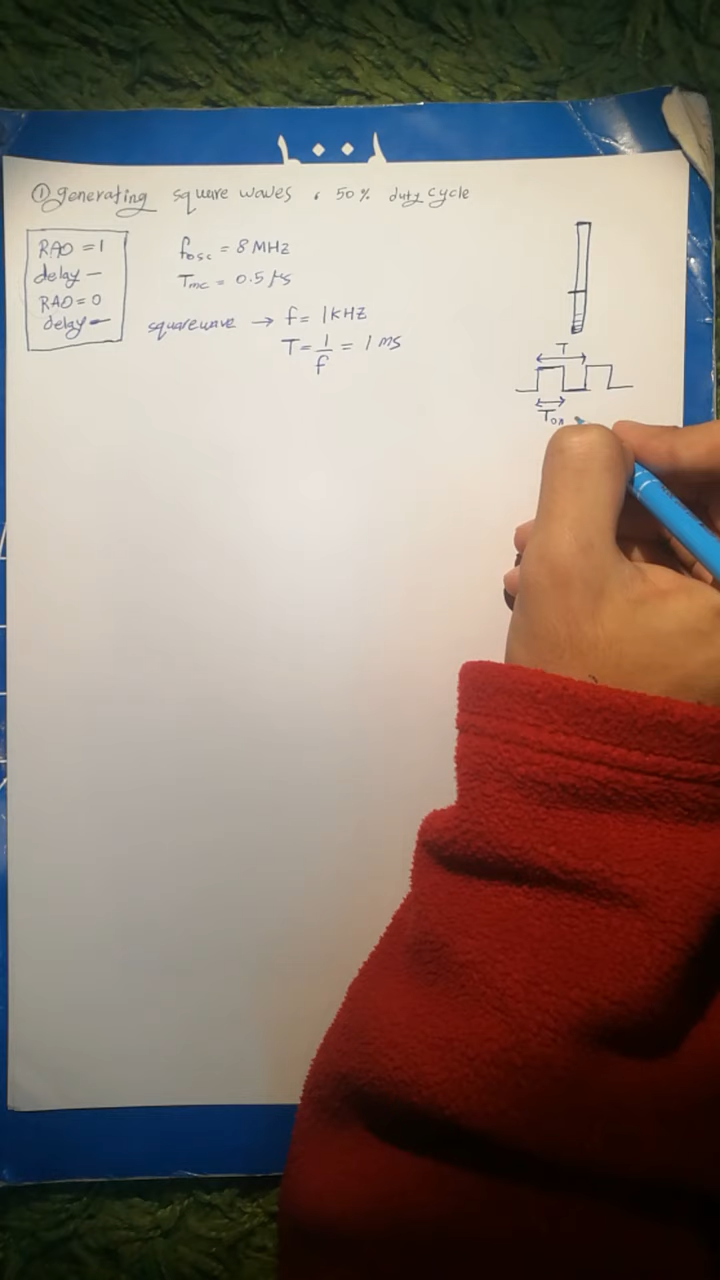 ١٠٠١
① generating square waves, 50% duty cycle
RA0 = 1
delay —
RA0 = 0
delay —
fosc = 8 MHz
Tmc = 0.5 μs
squarewave → f = 1 KHz
T = 1/f = 1 ms
T
Ton